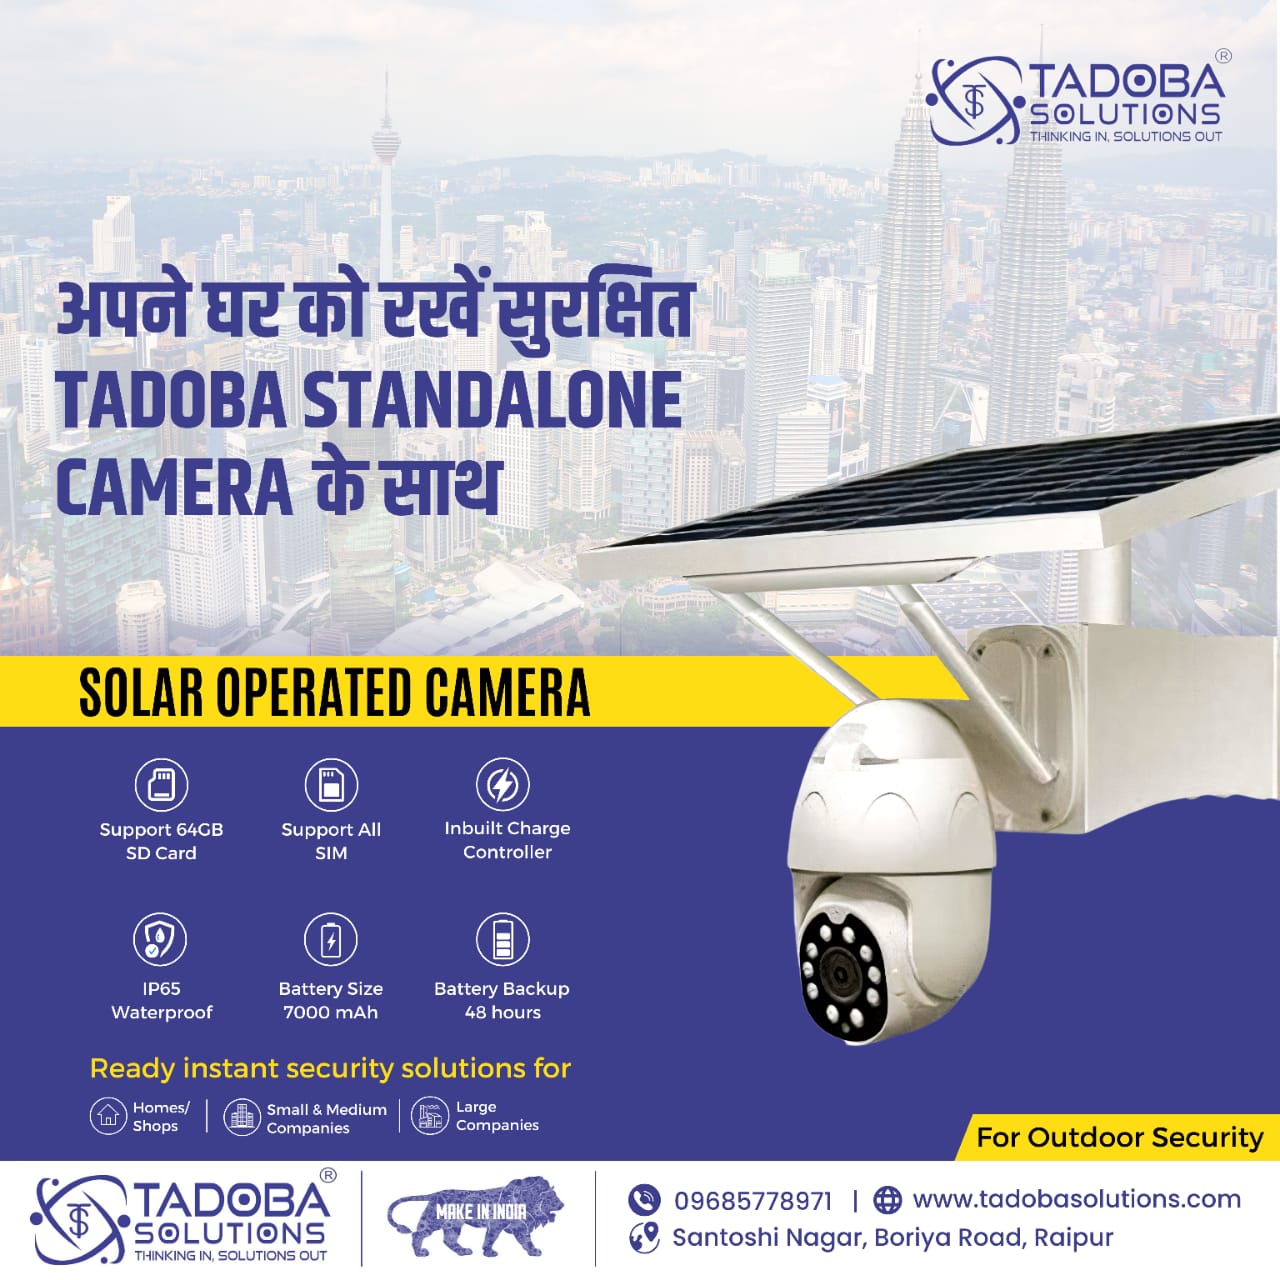 TADOBA®
SOLUTIONS
THINKING IN, SOLUTIONS OUT
अपने घर को रखें सुरक्षित
TADOBA STANDALONE
CAMERA के साथ
SOLAR OPERATED CAMERA
Support 64GB
SD Card
Support All
SIM
Inbuilt Charge
Controller
IP65
Waterproof
Battery Size
7000 mAh
Battery Backup
48 hours
Ready instant security solutions for
Homes/
Shops
Small & Medium
Companies
Large
Companies
For Outdoor Security
TADOBA®
SOLUTIONS
THINKING IN, SOLUTIONS OUT
MAKE IN INDIA
09685778971 | www.tadobasolutions.com
Santoshi Nagar, Boriya Road, Raipur